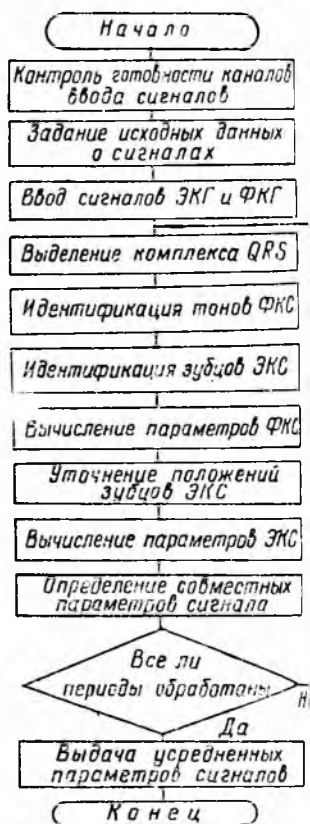 Начало
Контроль готовности каналов
ввода сигналов
Задание исходных данных
о сигналах
Ввод сигналов ЭКГ и ФКГ
Выделение комплекса QRS
Идентификация тонов ФКС
Идентификация зубцов ЭКС
Вычисление параметров ФКС
Уточнение положений
зубцов ЭКС
Вычисление параметров ЭКС
Определение совместных
параметров сигнала
Все ли
периоды обработаны
Да
Выдача усредненных
параметров сигналов
Конец